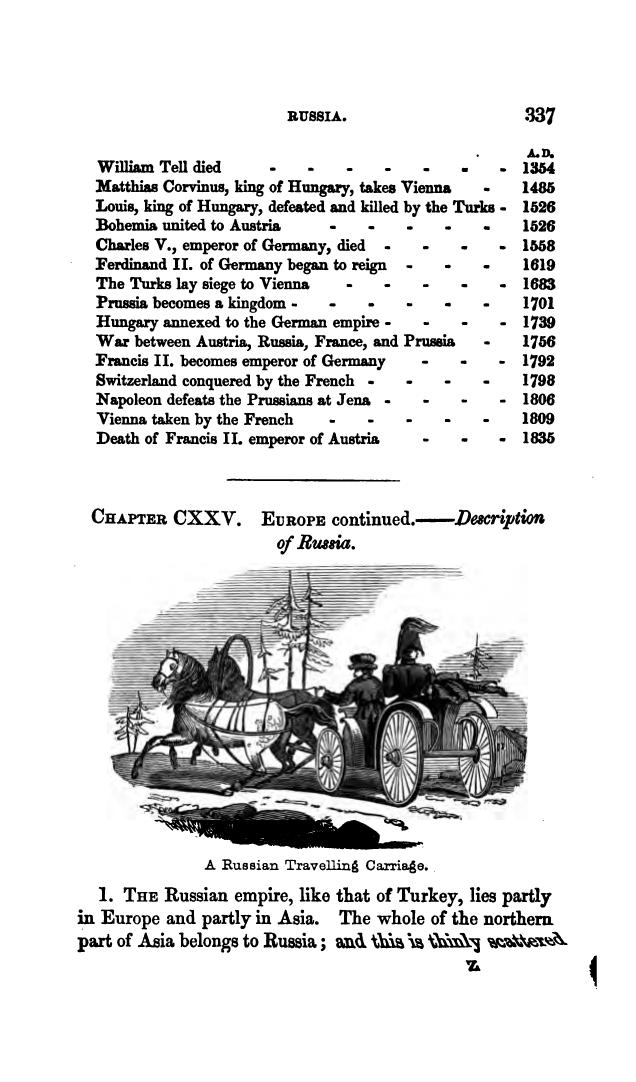 RUSSIA. 337
A.D.
William Tell died - - - - - - - 1354
Matthias Corvinus, king of Hungary, takes Vienna - 1485
Louis, king of Hungary, defeated and killed by the Turks - 1526
Bohemia united to Austria - - - - - 1526
Charles V., emperor of Germany, died - - - - 1558
Ferdinand II. of Germany began to reign - - - 1619
The Turks lay siege to Vienna - - - - - 1683
Prussia becomes a kingdom - - - - - - 1701
Hungary annexed to the German empire - - - - 1739
War between Austria, Russia, France, and Prussia - 1756
Francis II. becomes emperor of Germany - - - 1792
Switzerland conquered by the French - - - - 1798
Napoleon defeats the Prussians at Jena - - - - 1806
Vienna taken by the French - - - - - 1809
Death of Francis II. emperor of Austria - - - 1835
CHAPTER CXXV. EUROPE continued.—Description
of Russia.
A Russian Travelling Carriage.
1. THE Russian empire, like that of Turkey, lies partly
in Europe and partly in Asia. The whole of the northern
part of Asia belongs to Russia; and this is thinly scattered
Z